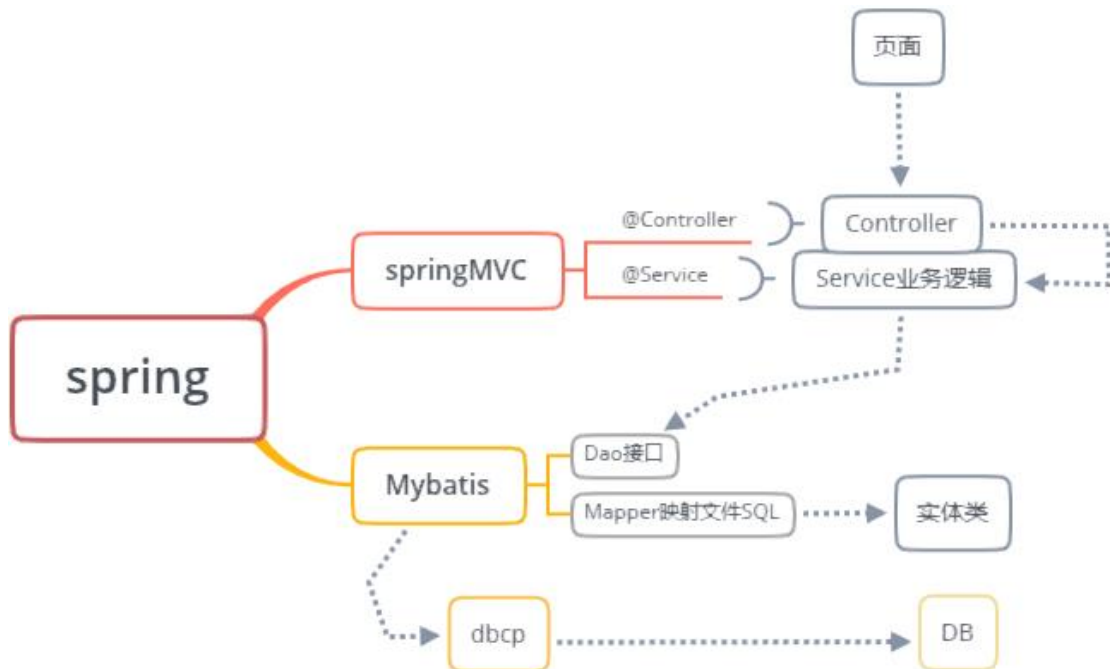 页面
@Controller
Controller
springMVC
@Service
Service业务逻辑
spring
Dao接口
Mybatis
Mapper映射文件SQL
实体类
dbcp
DB